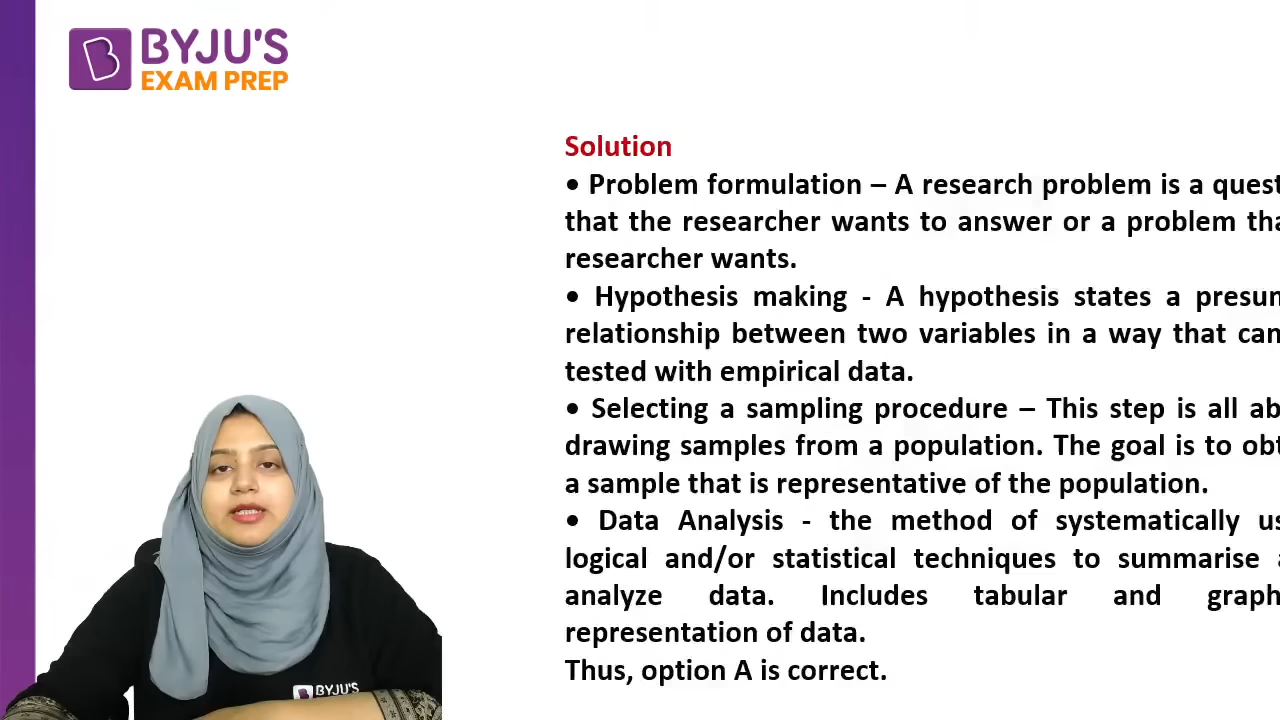 BYJU'S
EXAM PREP
Solution
• Problem formulation – A research problem is a quest
that the researcher wants to answer or a problem tha
researcher wants.
• Hypothesis making - A hypothesis states a presun
relationship between two variables in a way that can
tested with empirical data.
• Selecting a sampling procedure – This step is all ab
drawing samples from a population. The goal is to obt
a sample that is representative of the population.
• Data Analysis - the method of systematically us
logical and/or statistical techniques to summarise a
analyze data. Includes tabular and graph
representation of data.
Thus, option A is correct.
BYJU'S